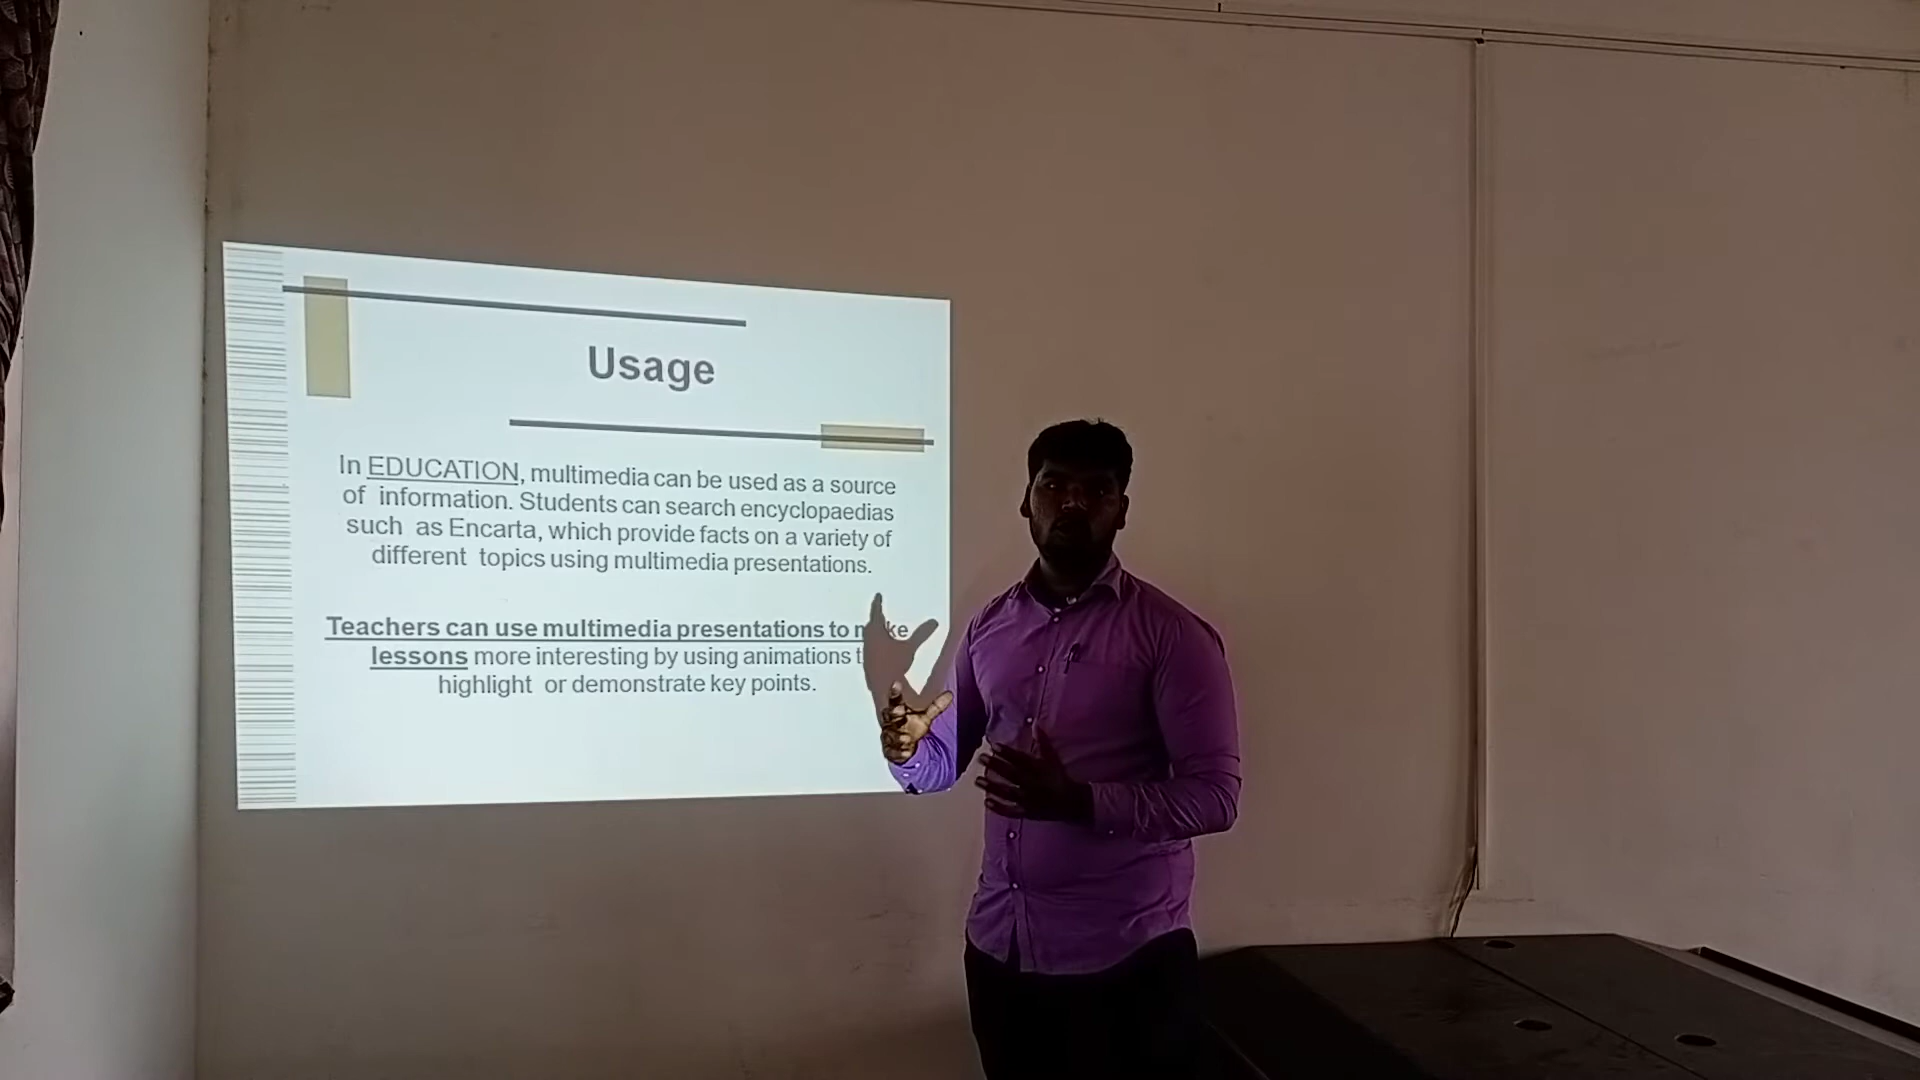 Usage
In EDUCATION, multimedia can be used as a source
of information. Students can search encyclopaedias
such as Encarta, which provide facts on a variety of
different topics using multimedia presentations.
Teachers can use multimedia presentations to
lessons more interesting by using animations
highlight or demonstrate key points.